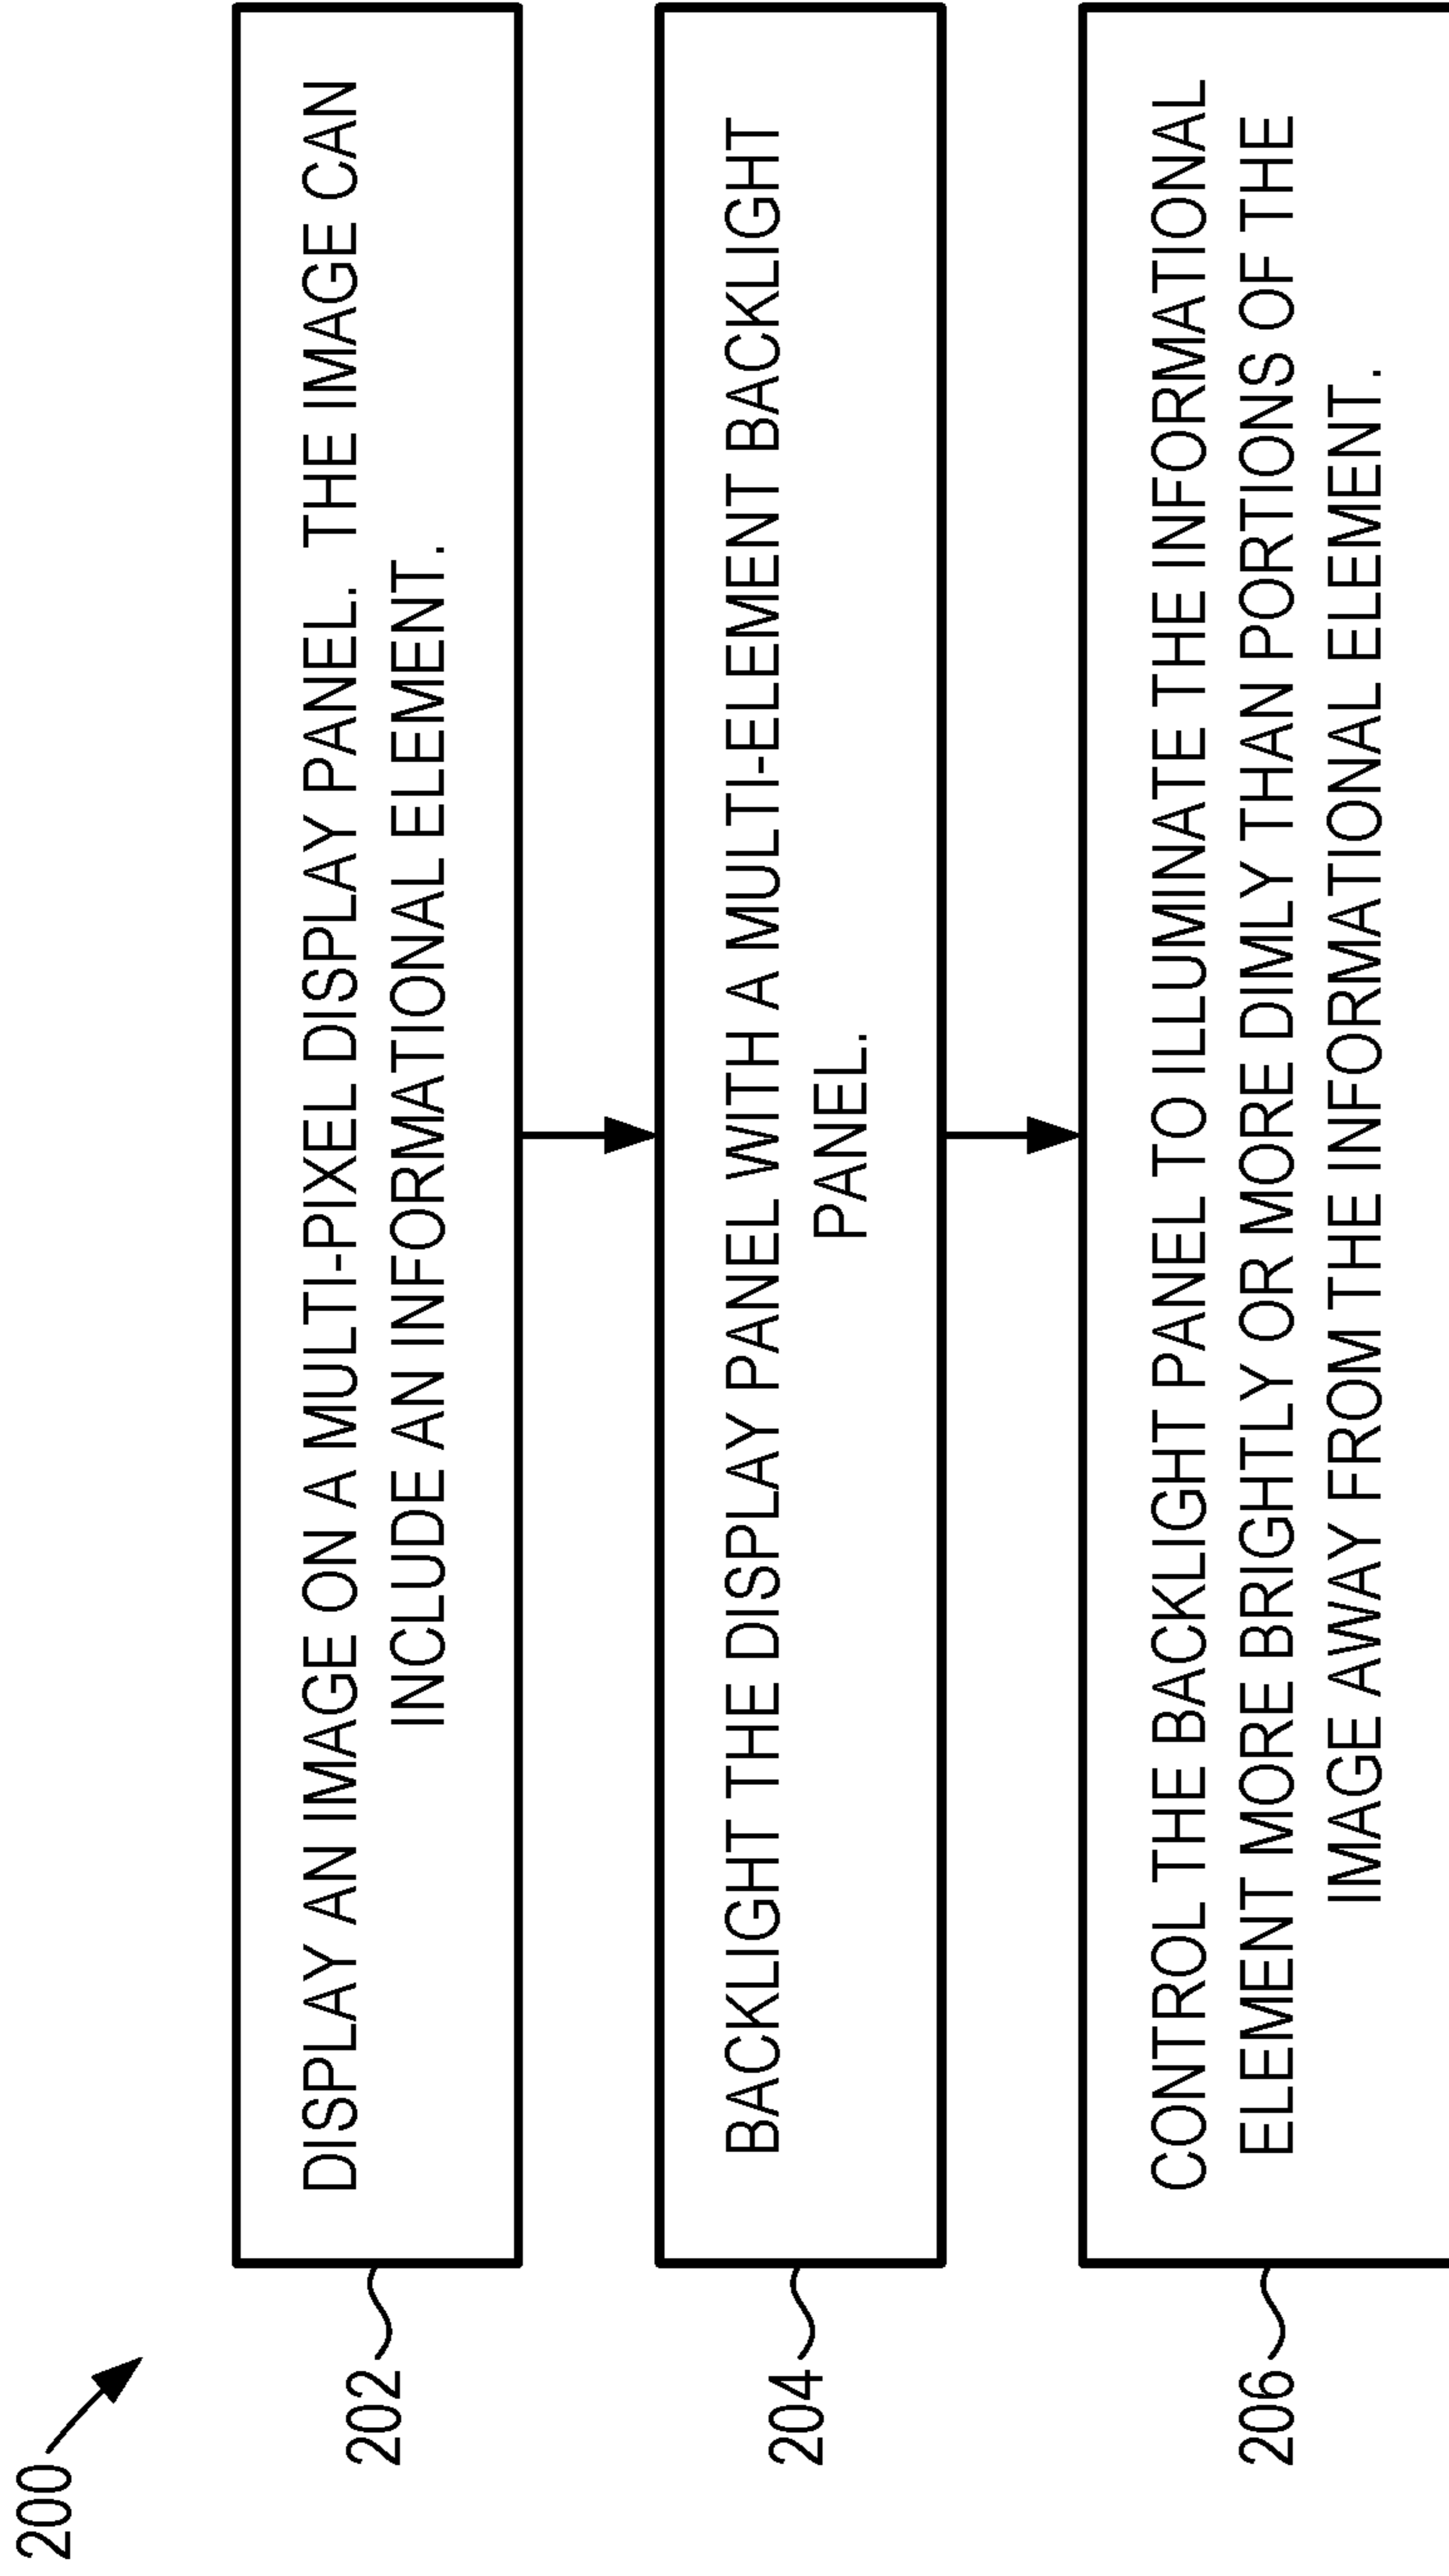 200
202
DISPLAY AN IMAGE ON A MULTI-PIXEL DISPLAY PANEL. THE IMAGE CAN
INCLUDE AN INFORMATIONAL ELEMENT.
204
BACKLIGHT THE DISPLAY PANEL WITH A MULTI-ELEMENT BACKLIGHT
PANEL.
206
CONTROL THE BACKLIGHT PANEL TO ILLUMINATE THE INFORMATIONAL
ELEMENT MORE BRIGHTLY OR MORE DIMLY THAN PORTIONS OF THE
IMAGE AWAY FROM THE INFORMATIONAL ELEMENT.